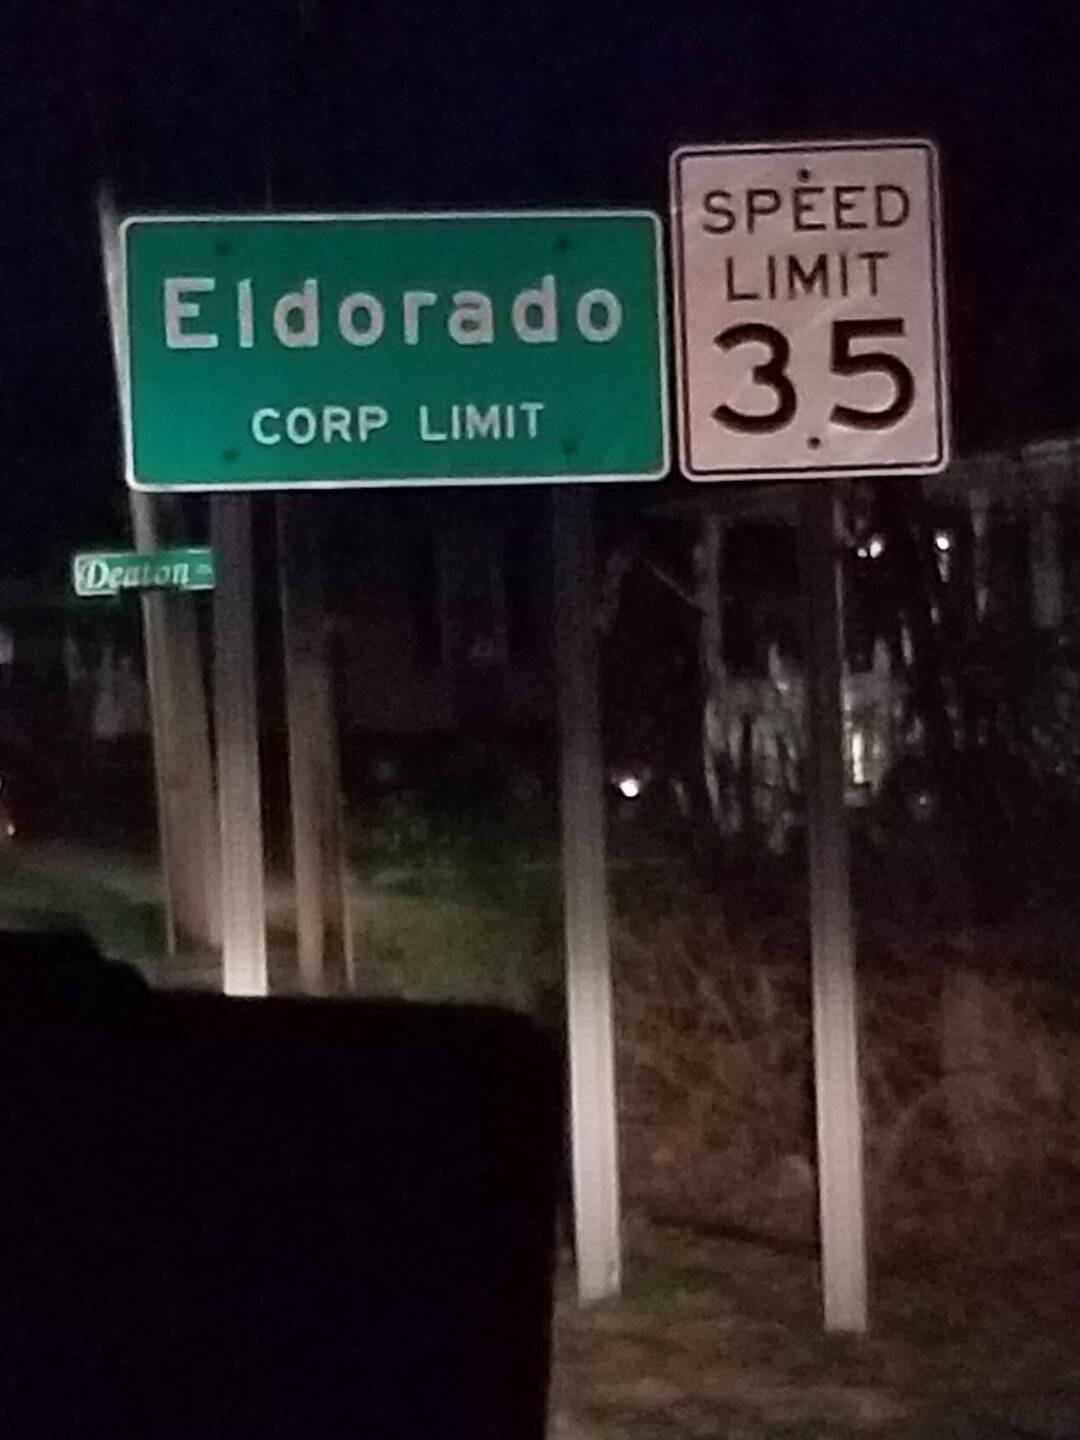 Eldorado
CORP LIMIT
SPEED
LIMIT
35
Deaton